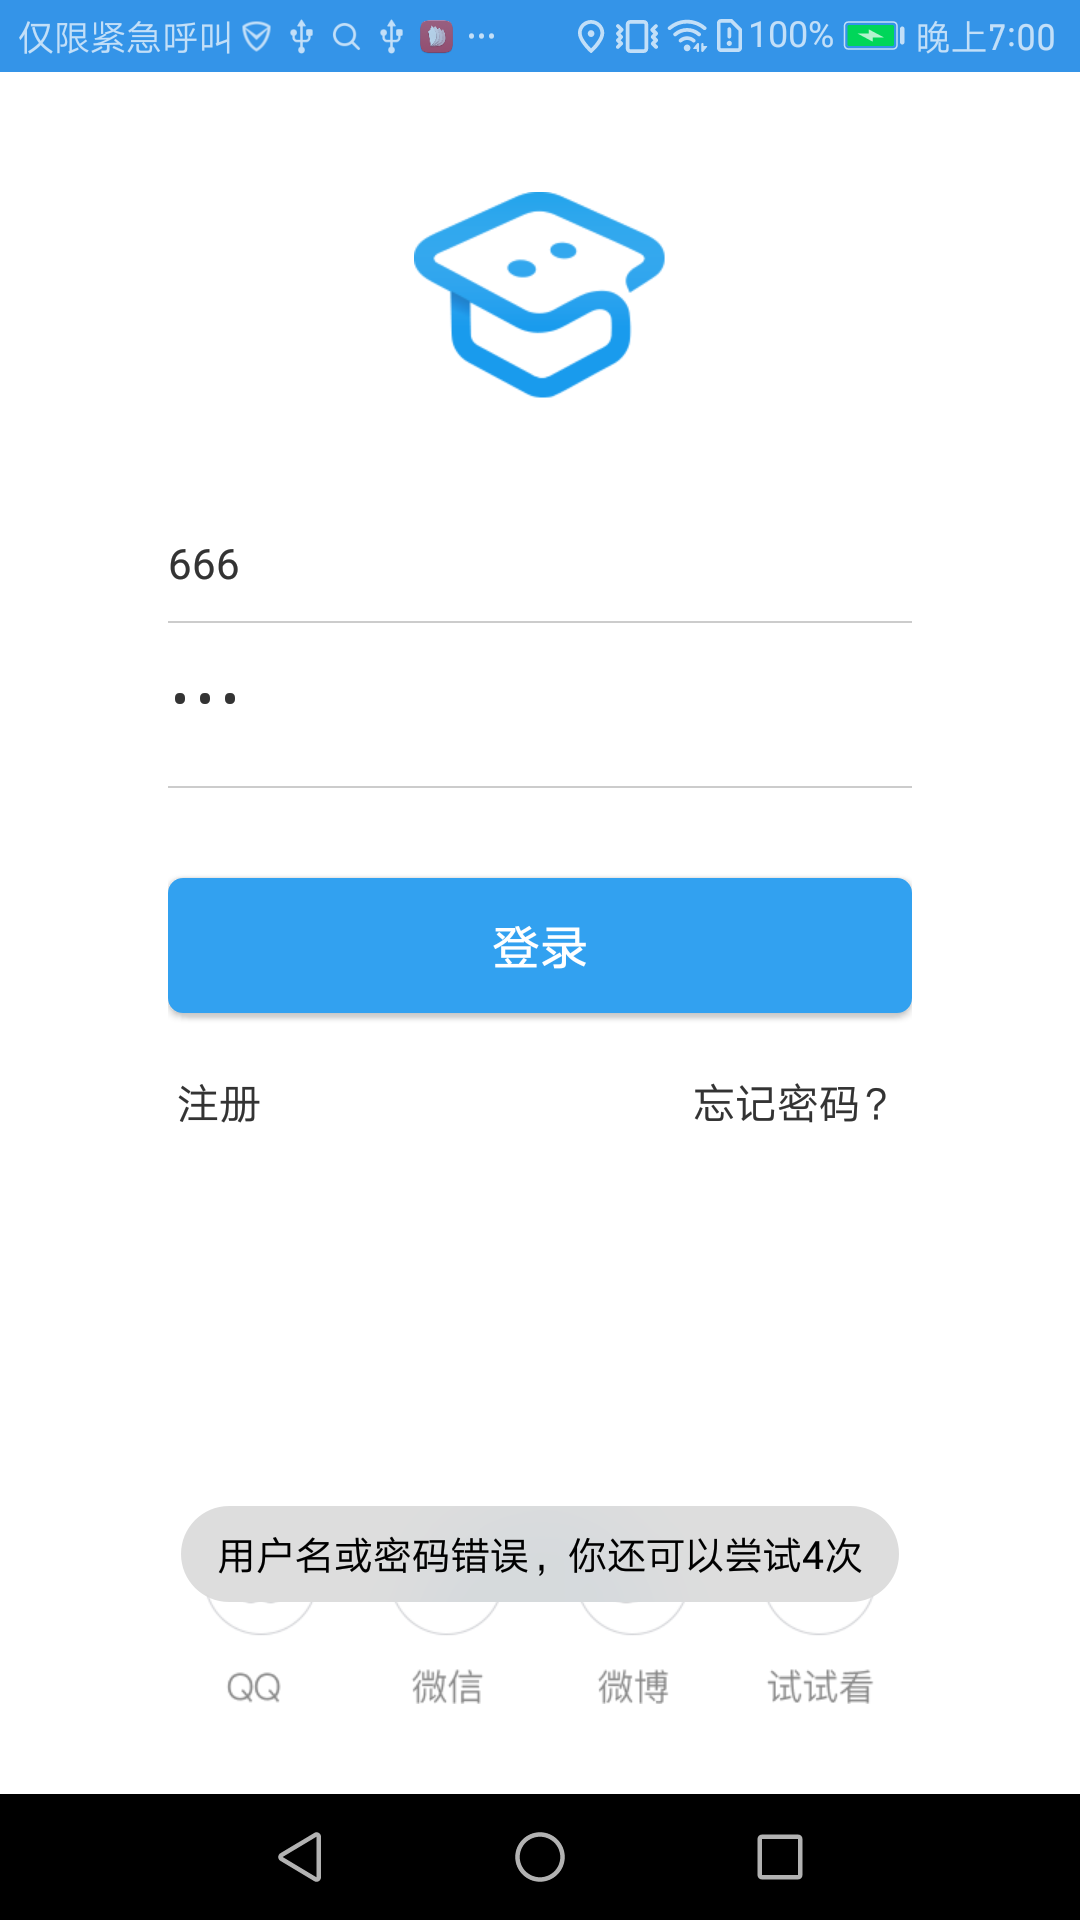 仅限紧急呼叫 100% 晚上7:00
666
•••
登录
注册 忘记密码?
用户名或密码错误，你还可以尝试4次
QQ 微信 微博 试试看